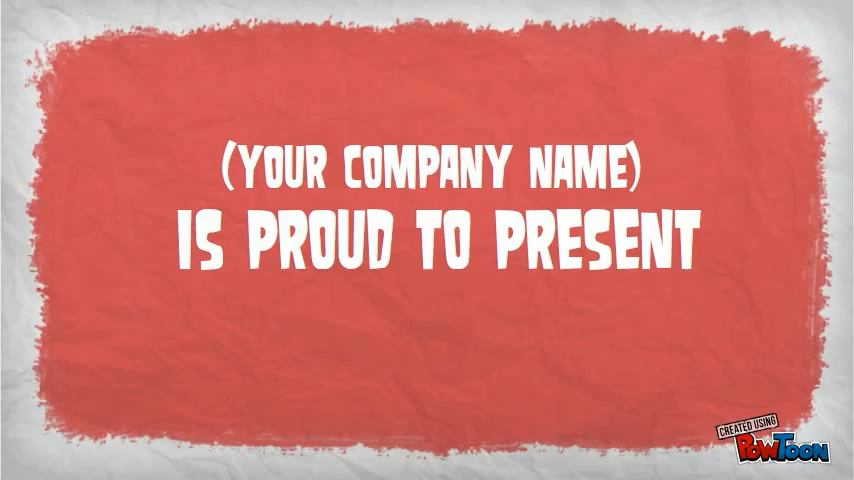 (YOUR COMPANY NAME)
IS PROUD TO PRESENT
CREATED USING
POWTOON